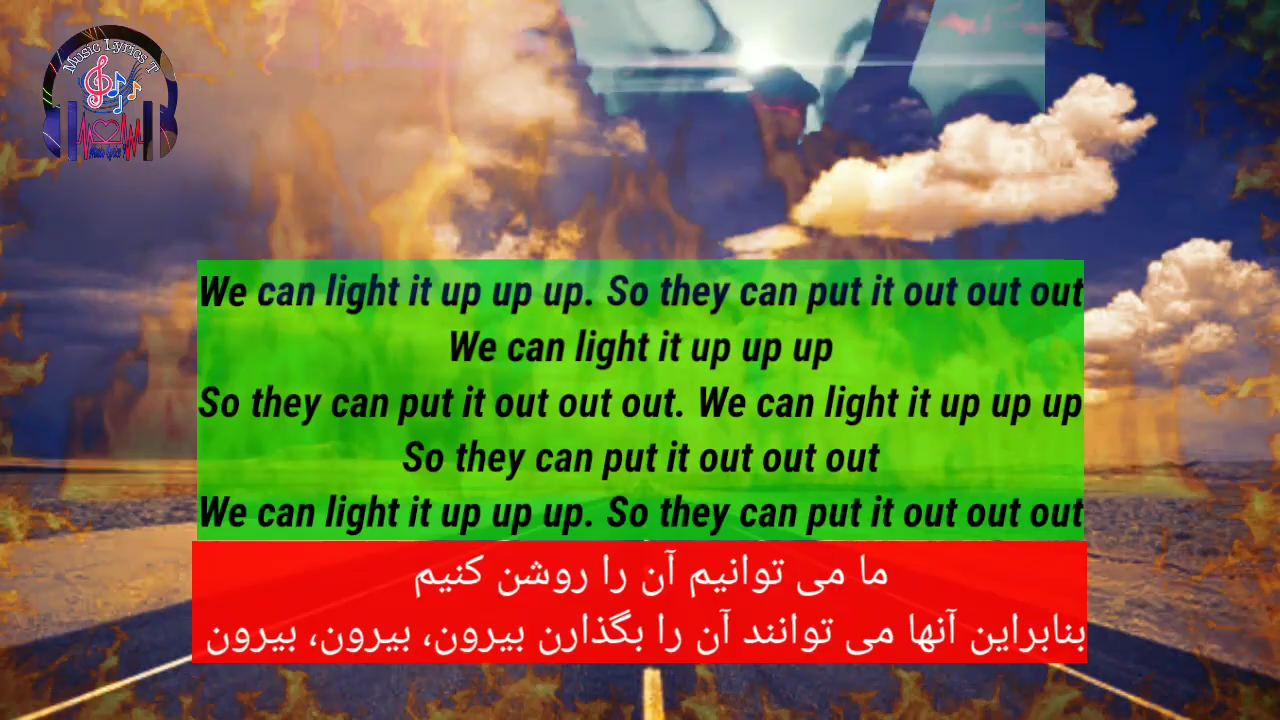 Music Lyrics T
We can light it up up up. So they can put it out out out
We can light it up up up
So they can put it out out out. We can light it up up up
So they can put it out out out
We can light it up up up. So they can put it out out out
ما می توانیم آن را روشن کنیم
بنابراین آنها می توانند آن را بگذارن بیرون، بیرون، بیرون